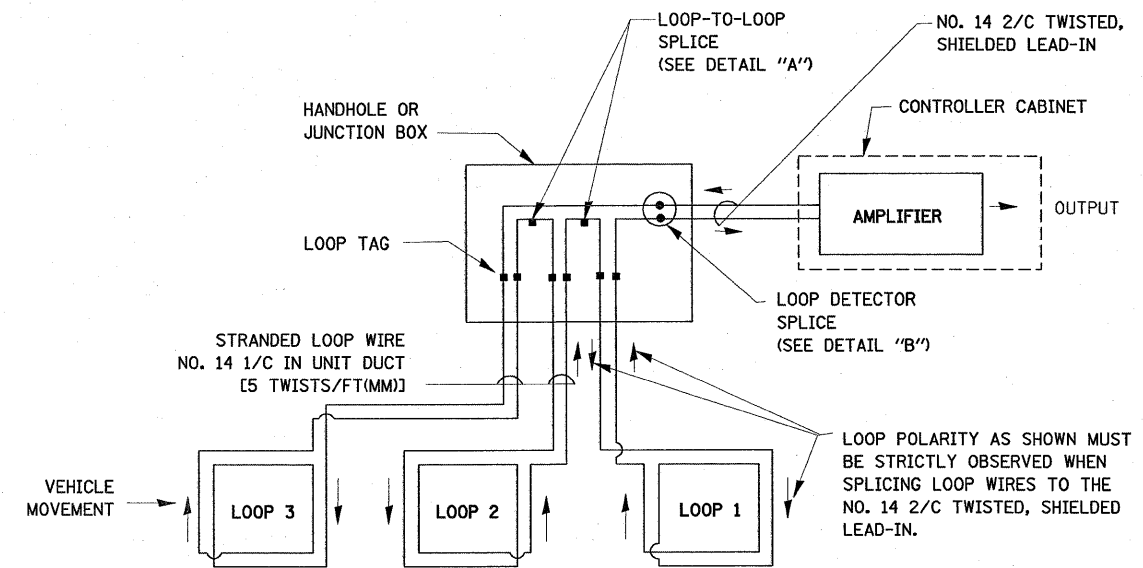 LOOP-TO-LOOP
SPLICE
(SEE DETAIL "A")
NO. 14 2/C TWISTED,
SHIELDED LEAD-IN
HANDHOLE OR
JUNCTION BOX
CONTROLLER CABINET
AMPLIFIER
OUTPUT
LOOP TAG
LOOP DETECTOR
SPLICE
(SEE DETAIL "B")
STRANDED LOOP WIRE
NO. 14 1/C IN UNIT DUCT
[5 TWISTS/FT(MM)]
LOOP POLARITY AS SHOWN MUST
BE STRICTLY OBSERVED WHEN
SPLICING LOOP WIRES TO THE
NO. 14 2/C TWISTED, SHIELDED
LEAD-IN.
VEHICLE
MOVEMENT
LOOP 3
LOOP 2
LOOP 1